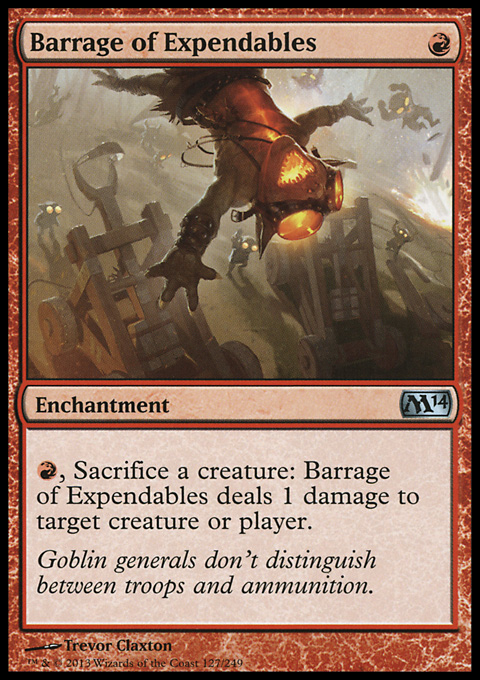 Barrage of Expendables
Enchantment
M14
, Sacrifice a creature: Barrage
of Expendables deals 1 damage to
target creature or player.
Goblin generals don't distinguish
between troops and ammunition.
Trevor Claxton
™ & © 2013 Wizards of the Coast 127/249